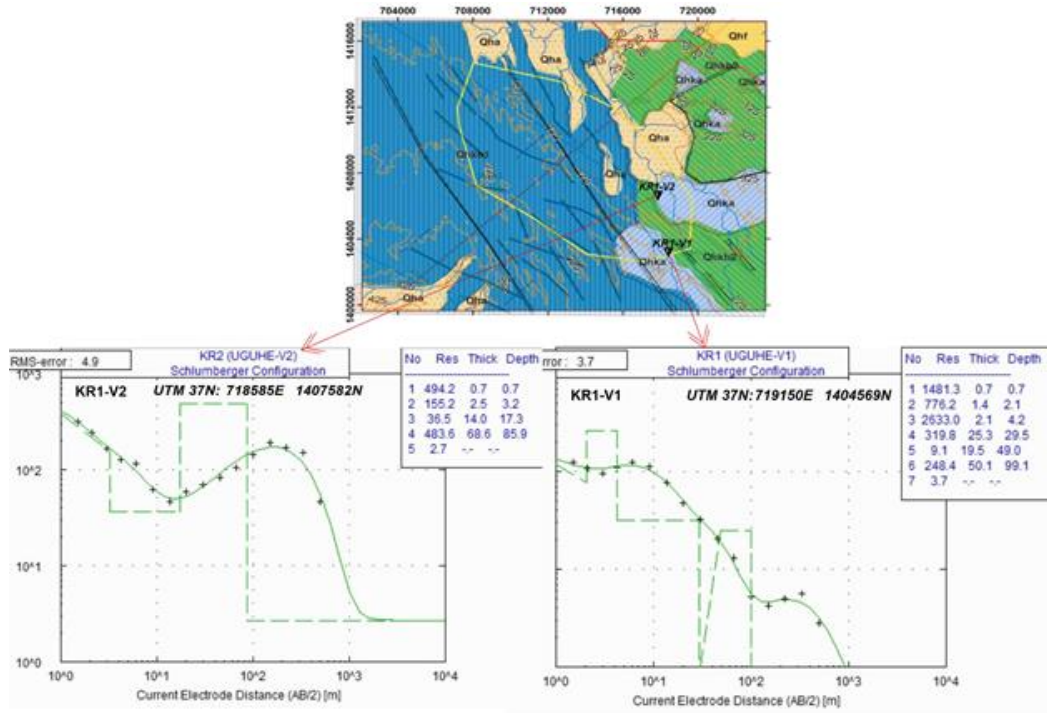 704000 708000 712000 716000 720000
1416000
1412000
1408000
1404000
1400000
Qha
Qha
Qhf
Qhkb2
Qhka
Qhka
Qhka
Qha
Qha
KR1-V2
Qhka
KR1-V1
Qhka
Qhkb2
Qha
Qha
425
RMS-error: 4.9
KR2 (UGUHE-V2)
Schlumberger Configuration
KR1-V2
UTM 37N: 718585E 1407582N
No Res Thick Depth
1 494.2 0.7 0.7
2 155.2 2.5 3.2
3 36.5 14.0 17.3
4 483.6 68.6 85.9
5 2.7 -.- -.-
10^3
10^2
10^1
10^0
10^0 10^1 10^2 10^3 10^4
Current Electrode Distance (AB/2) [m]
rror: 3.7
KR1 (UGUHE-V1)
Schlumberger Configuration
KR1-V1
UTM 37N: 719150E 1404569N
No Res Thick Depth
1 1481.3 0.7 0.7
2 776.2 1.4 2.1
3 2633.0 2.1 4.2
4 319.8 25.3 29.5
5 9.1 19.5 49.0
6 248.4 50.1 99.1
7 3.7 -.- -.-
10^0 10^1 10^2 10^3 10^4
Current Electrode Distance (AB/2) [m]